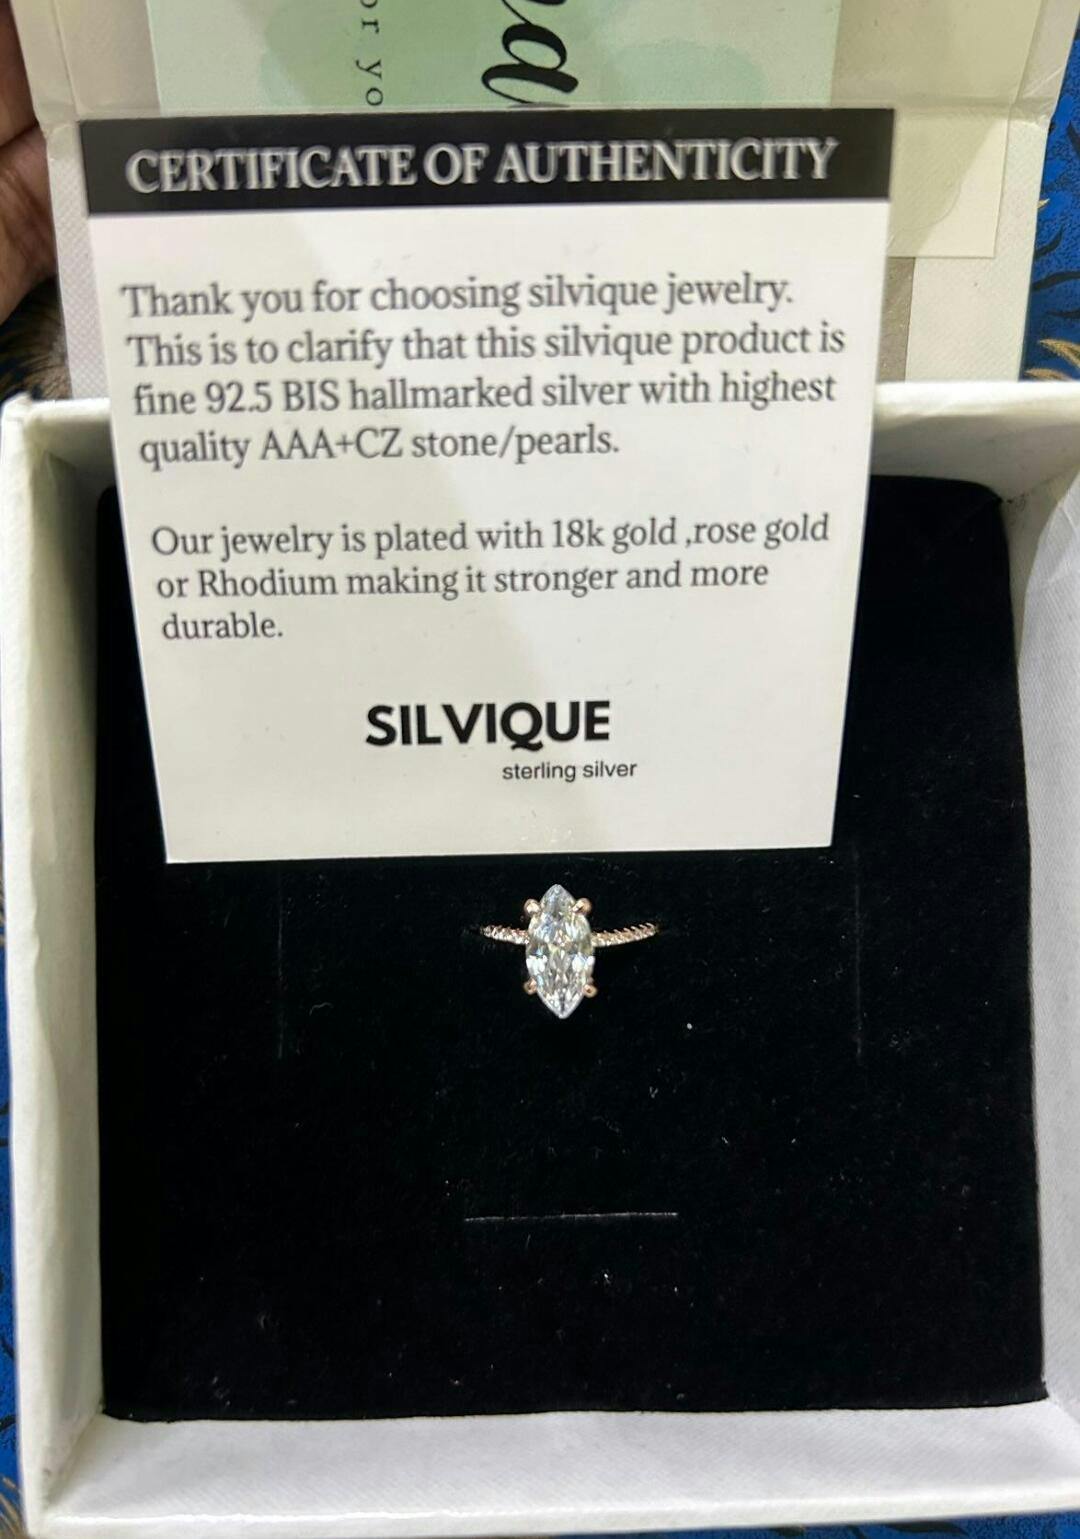 or yo
CERTIFICATE OF AUTHENTICITY
Thank you for choosing silvique jewelry.
This is to clarify that this silvique product is
fine 92.5 BIS hallmarked silver with highest
quality AAA+CZ stone/pearls.
Our jewelry is plated with 18k gold ,rose gold
or Rhodium making it stronger and more
durable.
SILVIQUE
sterling silver